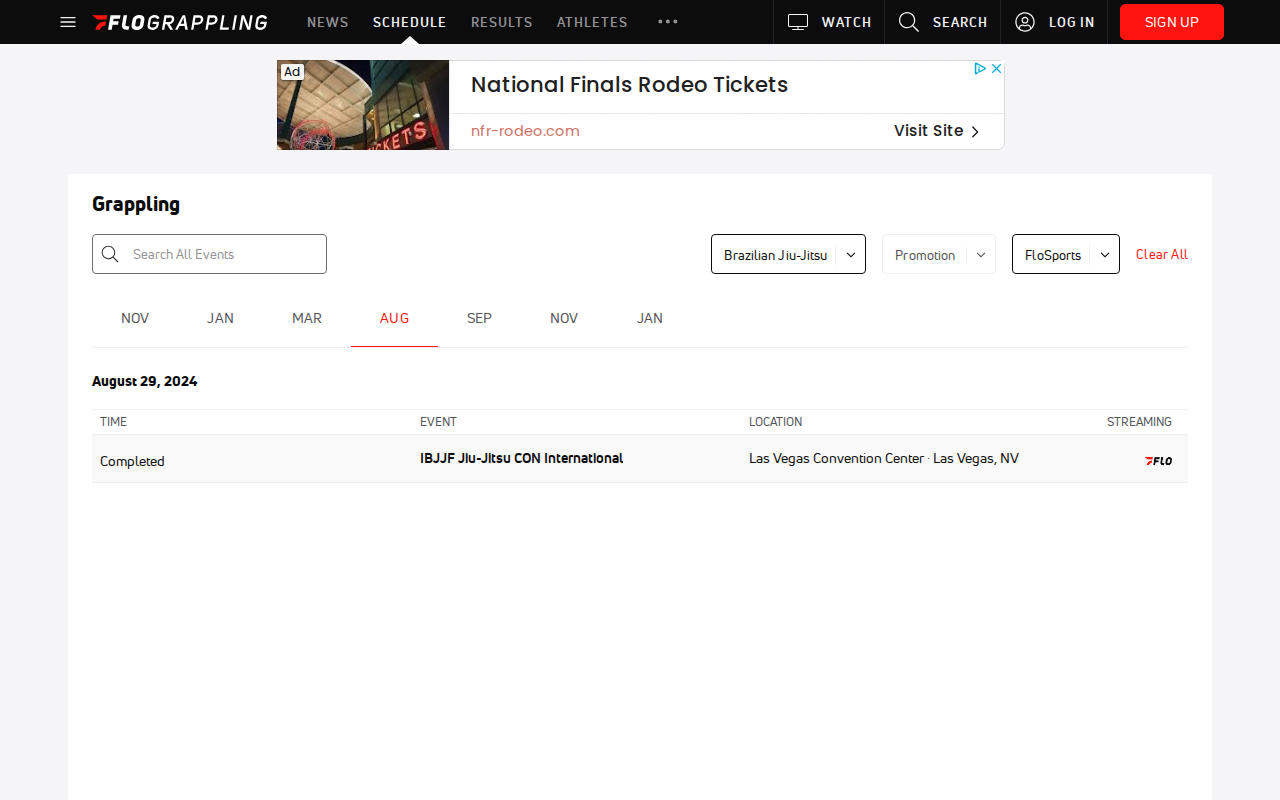 FLOGRAPPLING NEWS SCHEDULE RESULTS ATHLETES WATCH SEARCH LOG IN SIGN UP
Ad
TICKETS
National Finals Rodeo Tickets
nfr-rodeo.com
Visit Site
Grappling
Search All Events
Brazilian Jiu-Jitsu
Promotion
FloSports
Clear All
NOV JAN MAR AUG SEP NOV JAN
August 29, 2024
TIME EVENT LOCATION STREAMING
Completed IBJJF Jiu-Jitsu CON International Las Vegas Convention Center · Las Vegas, NV FLO